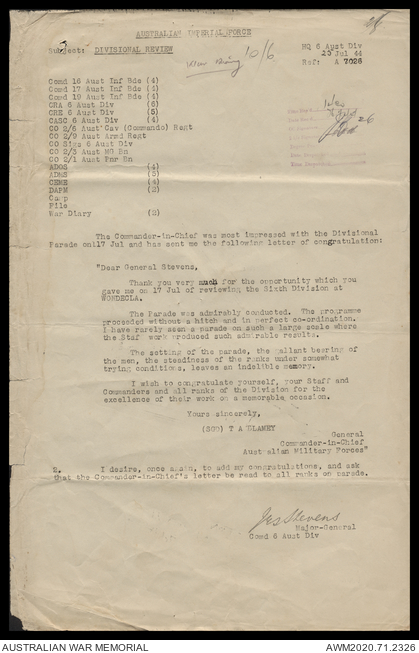 AUSTRALIAN IMPERIAL FORCE
Subject: DIVISIONAL REVIEW
HQ 6 Aust Div
Jul 44
Ref: A 7026
War Diary 10/6
Comd 16 Aust Inf Bde (4)
Comd 17 Aust Inf Bde (4)
Comd 19 Aust Inf Bde (4)
CRA 6 Aust Div (6)
CRE 6 Aust Div (5)
CASC 6 Aust Div (4)
CO 2/6 Aust Cav (Commando) Regt
CO 2/9 Aust Armd Regt
CO Sigs 6 Aust Div
CO 2/3 Aust MG Bn
CO 2/1 Aust Pnr Bn
ADOS (4)
ADMS (5)
CEME (4)
DAPM (2)
Camp
File
War Diary (2)
The Commander-in-Chief was most impressed with the Divisional
Parade on 17 Jul and has sent me the following letter of congratulation:
"Dear General Stevens,
Thank you very much for the opportunity which you
gave me on 17 Jul of reviewing the Sixth Division at
WONDECLA.
The Parade was admirably conducted. The programme
proceeded without a hitch and in perfect co-ordination.
I have rarely seen a parade on such a large scale where
the Staff work produced such admirable results.
The setting of the parade, the gallant bearing of
the men, the steadiness of the ranks under somewhat
trying conditions, leaves an indelible memory.
I wish to congratulate yourself, your Staff and
Commanders and all ranks of the Division for the
excellence of their work on a memorable occasion.
Yours sincerely,
(SGD) T A BLAMEY
General
Commander-in-Chief
Australian Military Forces"
2. I desire, once again, to add my congratulations, and ask
that the Commander-in-Chief's letter be read to all ranks on parade.
Jes Stevens
Major-General
Comd 6 Aust Div
AUSTRALIAN WAR MEMORIAL
AWM2020.71.2326